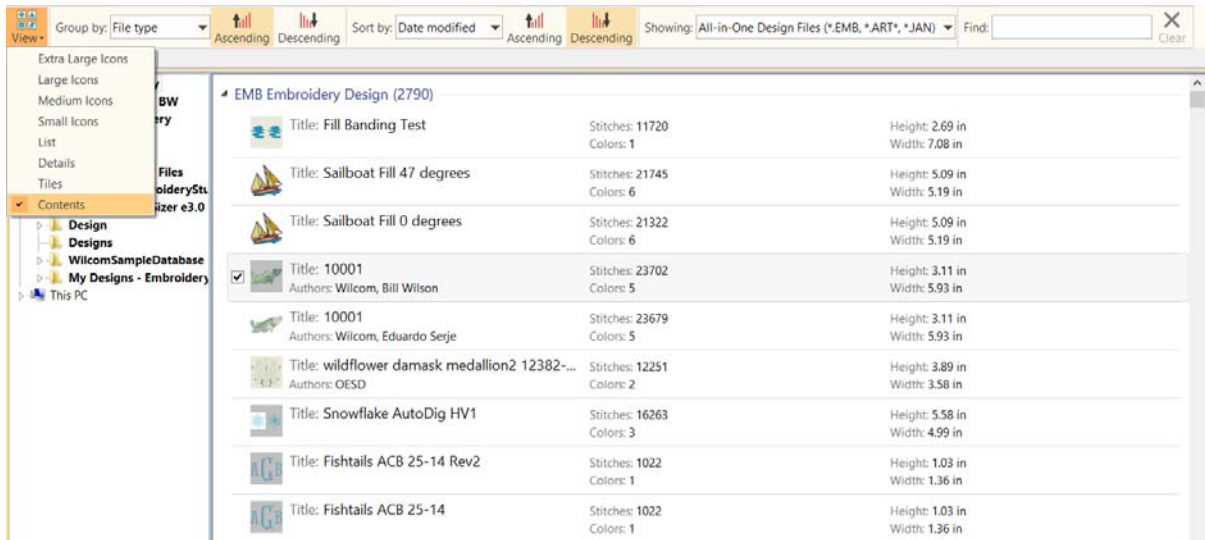 View Group by: File type Ascending Descending Sort by: Date modified Ascending Descending Showing: All-in-One Design Files (*.EMB, *.ART*, *.JAN) Find: Clear
Extra Large Icons
Large Icons
Medium Icons
Small Icons
List
Details
Tiles
Contents
BW
Files
Design
Designs
WilcomSampleDatabase
My Designs - Embroidery
This PC
EMB Embroidery Design (2790)
Title: Fill Banding Test Stitches: 11720 Height: 2.69 in
Colors: 1 Width: 7.08 in
Title: Sailboat Fill 47 degrees Stitches: 21745 Height: 5.09 in
Colors: 6 Width: 5.19 in
Title: Sailboat Fill 0 degrees Stitches: 21322 Height: 5.09 in
Colors: 6 Width: 5.19 in
Title: 10001 Stitches: 23702 Height: 3.11 in
Authors: Wilcom, Bill Wilson Colors: 5 Width: 5.93 in
Title: 10001 Stitches: 23679 Height: 3.11 in
Authors: Wilcom, Eduardo Serje Colors: 5 Width: 5.93 in
Title: wildflower damask medallion2 12382-... Stitches: 12251 Height: 3.89 in
Authors: OESD Colors: 2 Width: 3.58 in
Title: Snowflake AutoDig HV1 Stitches: 16263 Height: 5.58 in
Colors: 3 Width: 4.99 in
Title: Fishtails ACB 25-14 Rev2 Stitches: 1022 Height: 1.03 in
Colors: 1 Width: 1.36 in
Title: Fishtails ACB 25-14 Stitches: 1022 Height: 1.03 in
Colors: 1 Width: 1.36 in